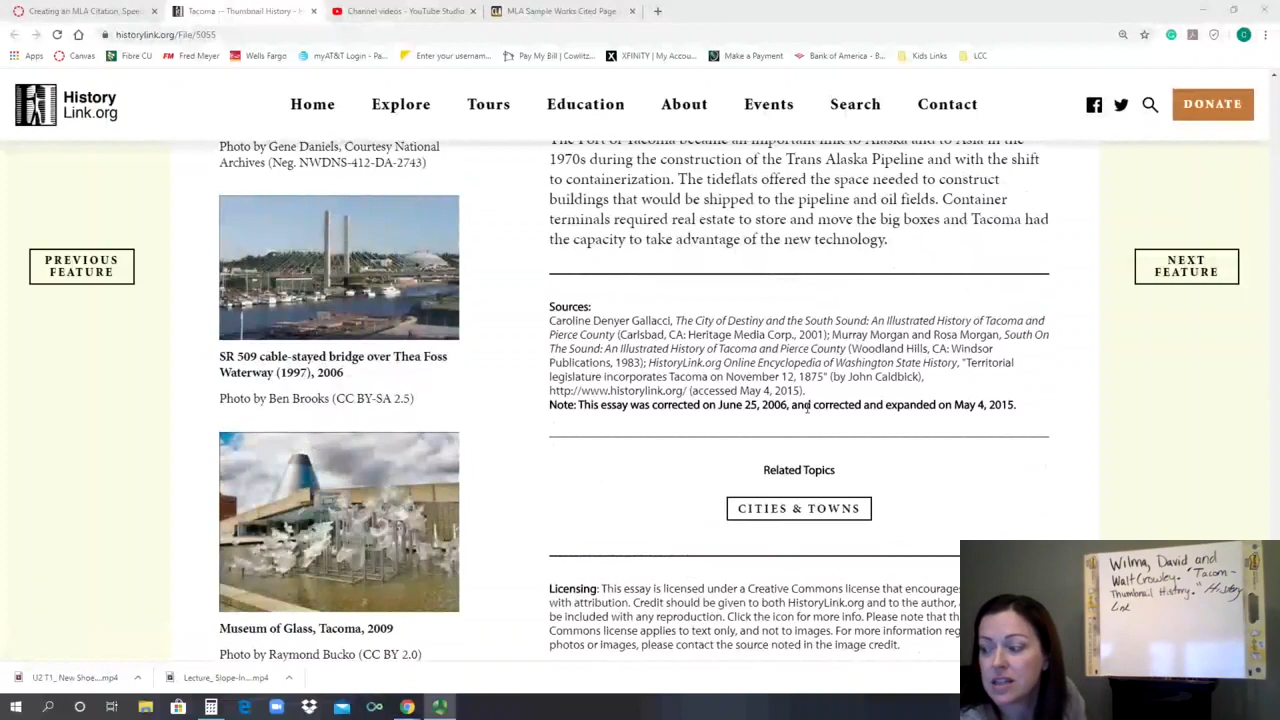 Creating an MLA Citation, Engli
Tacoma -- Thumbnail History - H
Channel videos - YouTube Studio
MLA Sample Works Cited Page
historylink.org/File/5055
Apps Canvas Fibre CU Fred Meyer Wells Fargo myAT&T Login - Pa... Enter your usernam... Pay My Bill | Cowlitz... XFINITY | My Accou... Make a Payment Bank of America - B... Kids Links LCC
History
Link.org
Home Explore Tours Education About Events Search Contact
DONATE
PREVIOUS
FEATURE
Photo by Gene Daniels, Courtesy National
Archives (Neg. NWDNS-412-DA-2743)
SR 509 cable-stayed bridge over Thea Foss
Waterway (1997), 2006
Photo by Ben Brooks (CC BY-SA 2.5)
Museum of Glass, Tacoma, 2009
Photo by Raymond Bucko (CC BY 2.0)
The Port of Tacoma became an important link to Alaska and to Asia in the
1970s during the construction of the Trans Alaska Pipeline and with the shift
to containerization. The tideflats offered the space needed to construct
buildings that would be shipped to the pipeline and oil fields. Container
terminals required real estate to store and move the big boxes and Tacoma had
the capacity to take advantage of the new technology.
Sources:
Caroline Denyer Gallacci, The City of Destiny and the South Sound: An Illustrated History of Tacoma and
Pierce County (Carlsbad, CA: Heritage Media Corp., 2001); Murray Morgan and Rosa Morgan, South On
The Sound: An Illustrated History of Tacoma and Pierce County (Woodland Hills, CA: Windsor
Publications, 1983); HistoryLink.org Online Encyclopedia of Washington State History, "Territorial
legislature incorporates Tacoma on November 12, 1875" (by John Caldbick),
http://www.historylink.org/ (accessed May 4, 2015).
Note: This essay was corrected on June 25, 2006, and corrected and expanded on May 4, 2015.
Related Topics
CITIES & TOWNS
Licensing: This essay is licensed under a Creative Commons license that encourages
with attribution. Credit should be given to both HistoryLink.org and to the author,
be included with any reproduction. Click the icon for more info. Please note that th
Commons license applies to text only, and not to images. For more information reg
photos or images, please contact the source noted in the image credit.
NEXT
FEATURE
Wilma, David and
Walt Crowley. "Tacom -
Thumbnail History." History
Link
U2 T1_ New Shoe....mp4
Lecture_ Slope-In....mp4